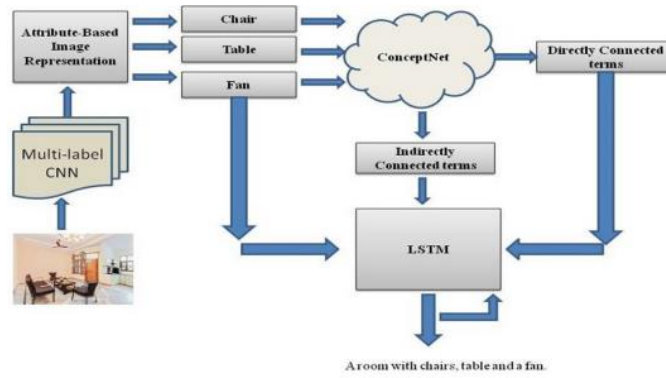 Attribute-Based
Image
Representation
Chair
Table
Fan
ConceptNet
Directly Connected
terms
Multi-label
CNN
Indirectly
Connected terms
LSTM
A room with chairs, table and a fan.